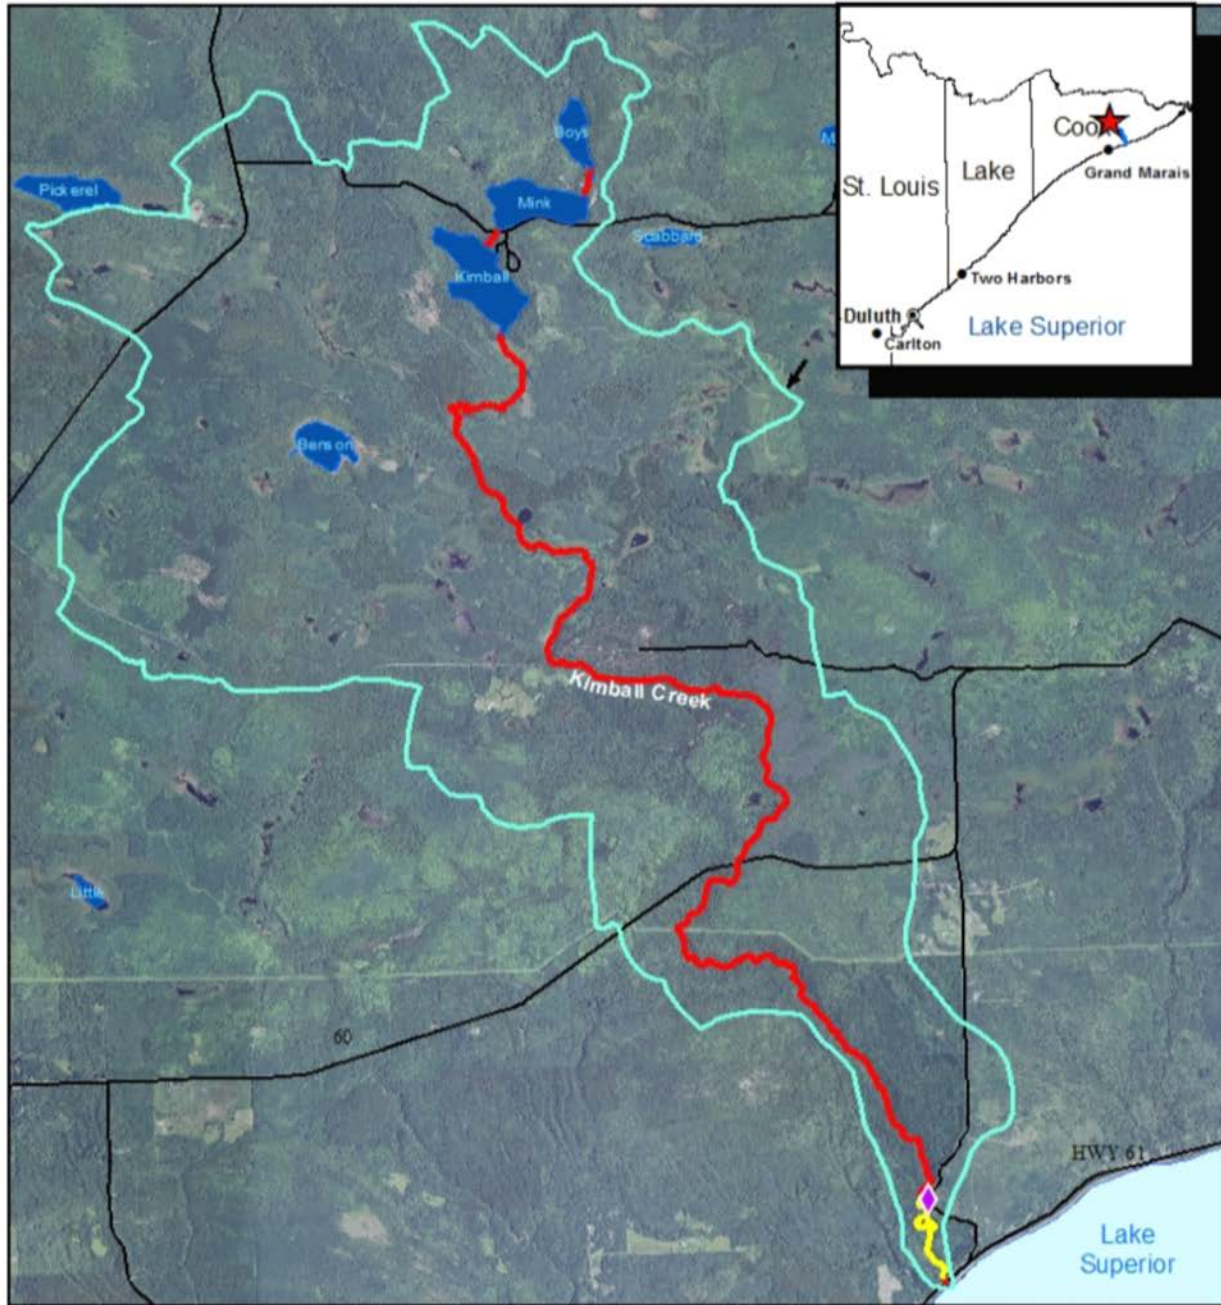 Boys
Pickerel
Mink
Scabbard
Kimball
Benson
Kimball Creek
Little
60
HWY 61
Lake
Superior
M
Cook
Grand Marais
St. Louis
Lake
Two Harbors
Duluth
Carlton
Lake Superior